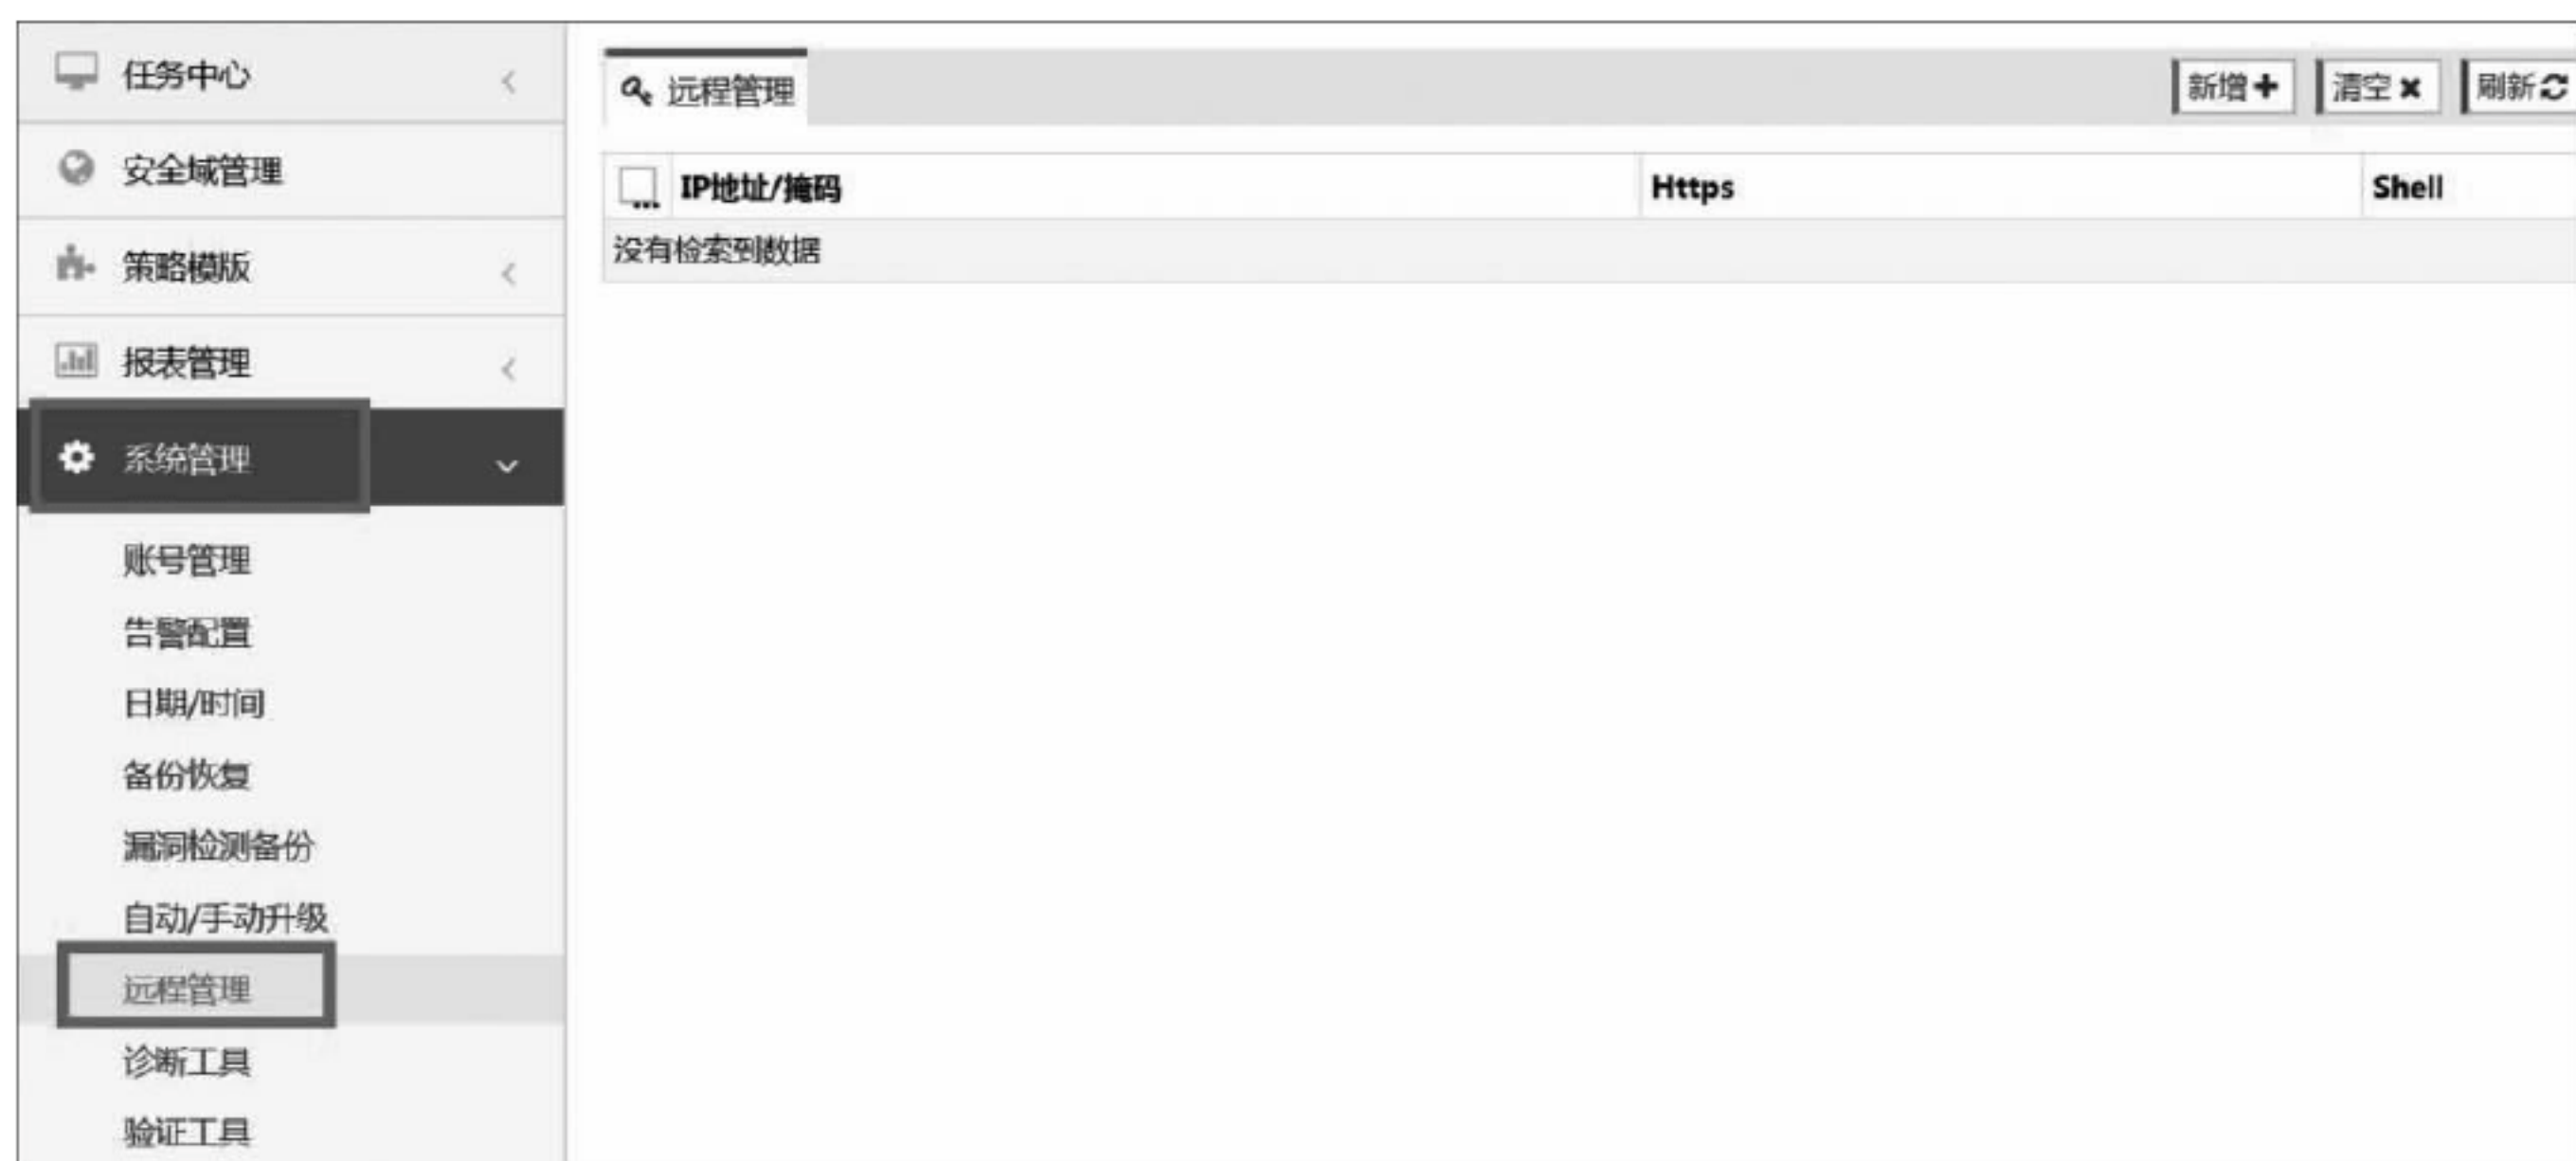 任务中心
安全域管理
策略模版
报表管理
系统管理
账号管理
告警配置
日期/时间
备份恢复
漏洞检测备份
自动/手动升级
远程管理
诊断工具
验证工具
远程管理
新增 清空 刷新
IP地址/掩码 Https Shell
没有检索到数据